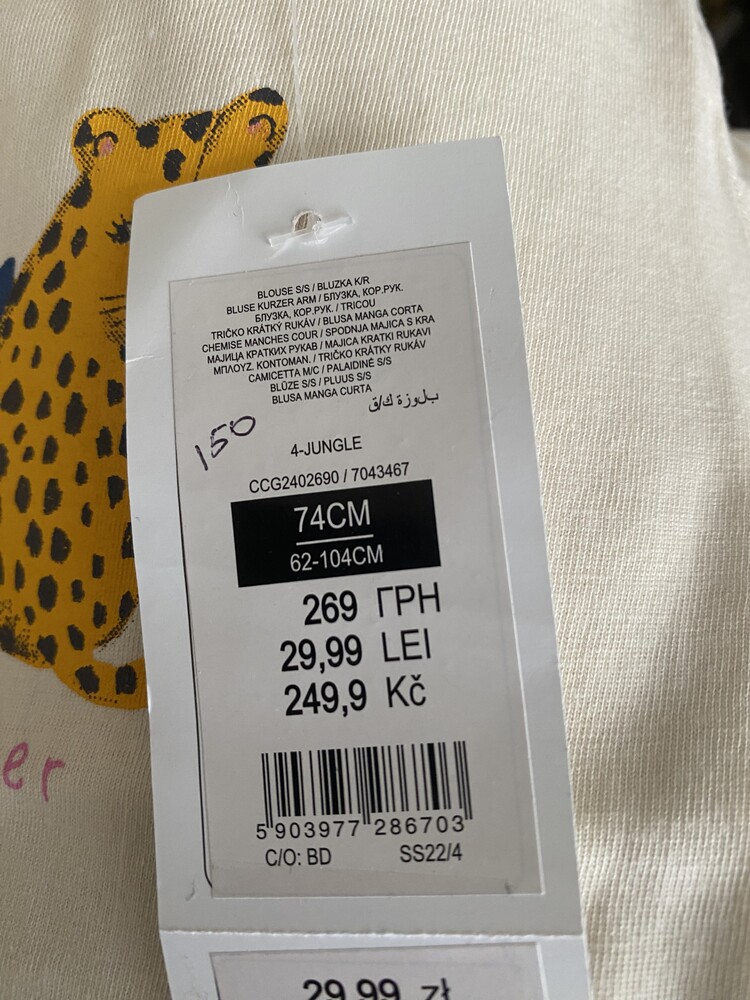 BLOUSE S/S / BLUZKA K/R
BLUSE KURZER ARM / БЛУЗКА, КОР.РУК.
БЛУЗКА, КОР.РУК. / TRICOU
TRIČKO KRÁTKÝ RUKÁV / BLUSA MANGA CORTA
CHEMISE MANCHES COUR / SPODNJA MAJICA S KRA
МАЈИЦА КРАТКИХ РУКАВ / MAJICA KRATKI RUKAVI
ΜΠΛΟΥΖ. ΚΟΝΤΟΜΑΝ. / TRIČKO KRÁTKY RUKÁV
CAMICETTA M/C / PALAIDINĖ S/S
BLŪZE S/S / PLUUS S/S
BLUSA MANGA CURTA
بلوزة ك/ق
150
4-JUNGLE
CCG2402690 / 7043467
74CM
62-104CM
269 ГРН
29,99 LEI
249,9 Kč
5 903977 286703
C/O: BD SS22/4
29,99 zł
er